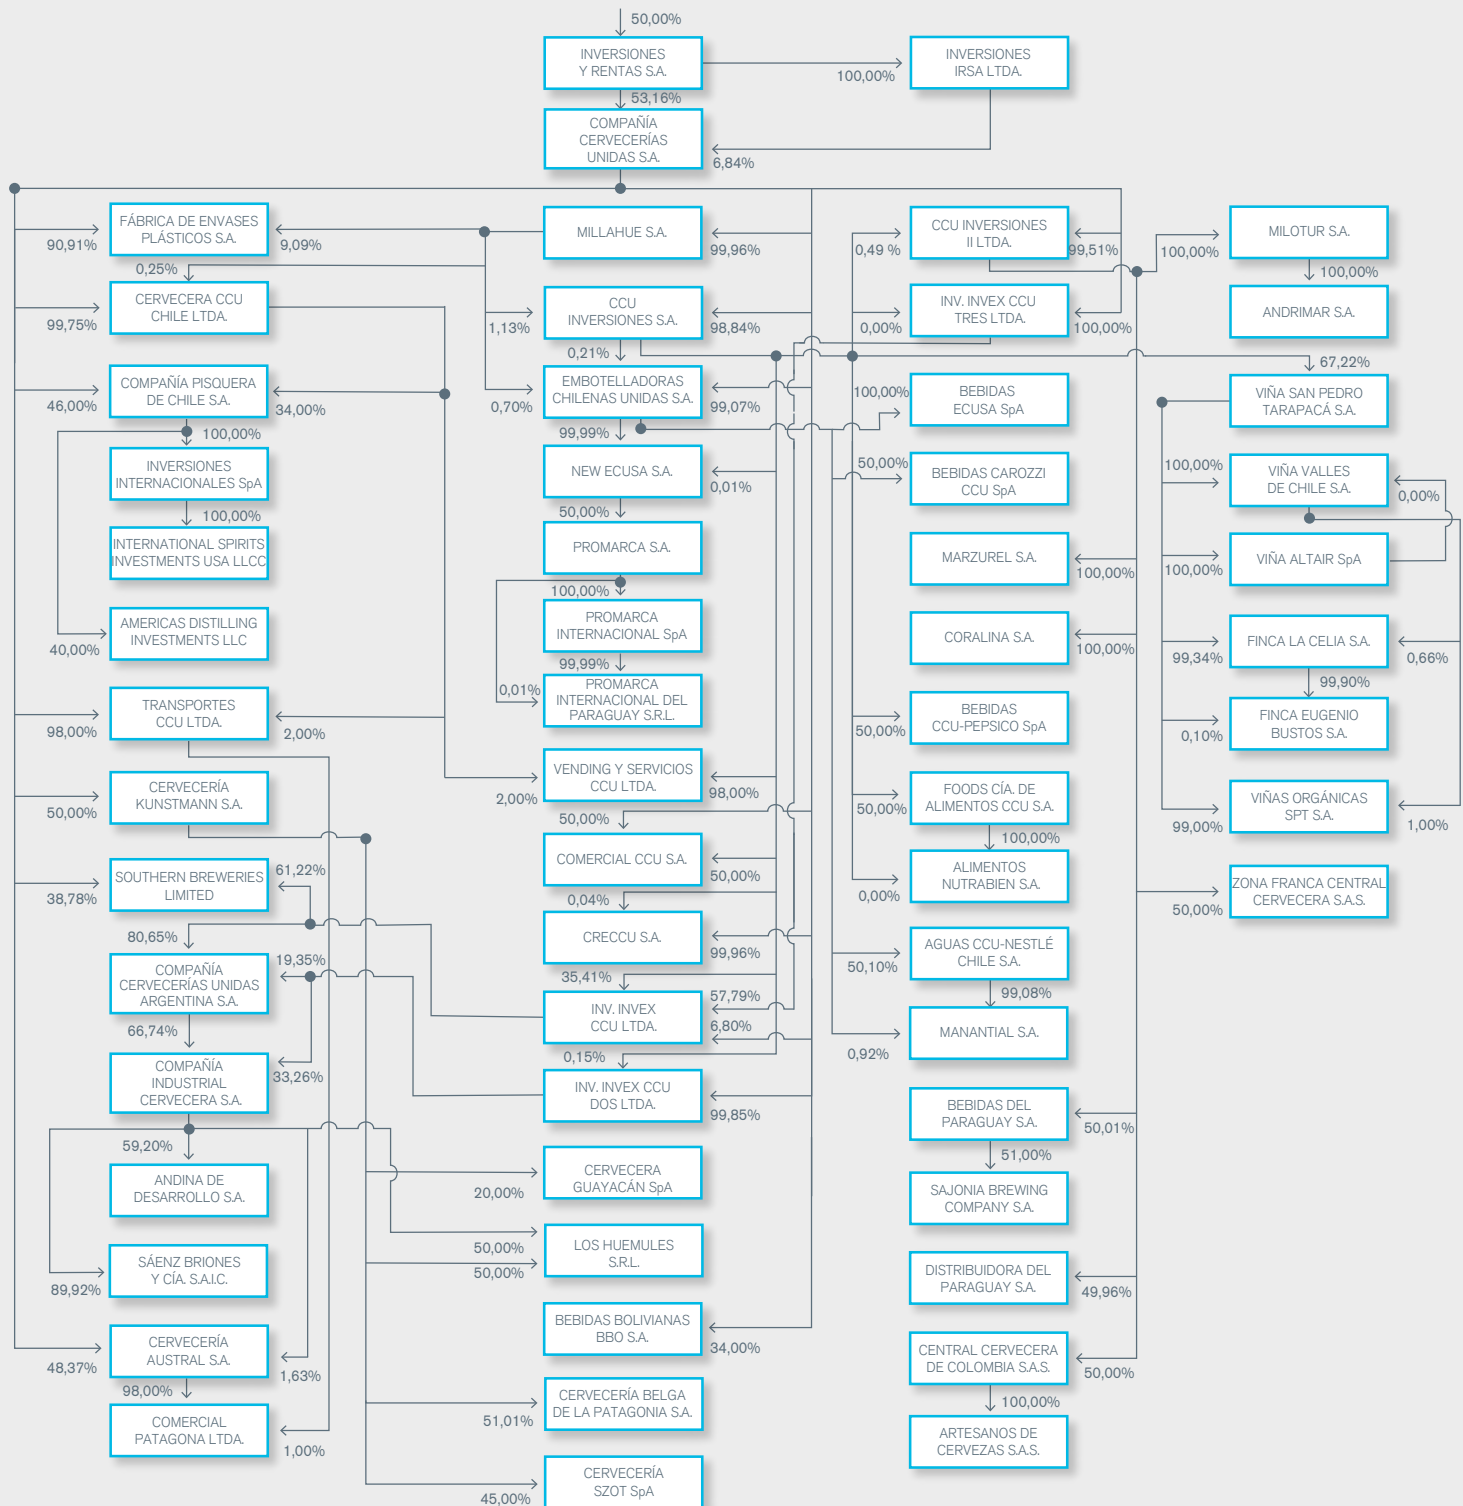 50,00%
INVERSIONES
Y RENTAS S.A.
100,00%
INVERSIONES
IRSA LTDA.
53,16%
COMPAÑÍA
CERVECERÍAS
UNIDAS S.A.
6,84%
FÁBRICA DE ENVASES
PLÁSTICOS S.A.
90,91%
9,09%
MILLAHUE S.A.
99,96%
CCU INVERSIONES
II LTDA.
0,49 %
99,51%
100,00%
MILOTUR S.A.
100,00%
ANDRIMAR S.A.
0,25%
CERVECERA CCU
CHILE LTDA.
99,75%
1,13%
CCU
INVERSIONES S.A.
98,84%
0,00%
INV. INVEX CCU
TRES LTDA.
100,00%
0,21%
67,22%
COMPAÑÍA PISQUERA
DE CHILE S.A.
46,00%
34,00%
0,70%
EMBOTELLADORAS
CHILENAS UNIDAS S.A.
99,07%
100,00%
BEBIDAS
ECUSA SpA
VIÑA SAN PEDRO
TARAPACÁ S.A.
100,00%
99,99%
INVERSIONES
INTERNACIONALES SpA
NEW ECUSA S.A.
0,01%
50,00%
BEBIDAS CAROZZI
CCU SpA
100,00%
VIÑA VALLES
DE CHILE S.A.
0,00%
100,00%
50,00%
INTERNATIONAL SPIRITS
INVESTMENTS USA LLCC
PROMARCA S.A.
MARZUREL S.A.
100,00%
100,00%
VIÑA ALTAIR SpA
100,00%
AMERICAS DISTILLING
INVESTMENTS LLC
40,00%
PROMARCA
INTERNACIONAL SpA
CORALINA S.A.
100,00%
99,34%
FINCA LA CELIA S.A.
0,66%
99,99%
99,90%
0,01%
PROMARCA
INTERNACIONAL DEL
PARAGUAY S.R.L.
TRANSPORTES
CCU LTDA.
98,00%
2,00%
BEBIDAS
CCU-PEPSICO SpA
50,00%
FINCA EUGENIO
BUSTOS S.A.
0,10%
CERVECERÍA
KUNSTMANN S.A.
50,00%
VENDING Y SERVICIOS
CCU LTDA.
2,00%
98,00%
FOODS CÍA. DE
ALIMENTOS CCU S.A.
50,00%
VIÑAS ORGÁNICAS
SPT S.A.
99,00%
1,00%
50,00%
100,00%
61,22%
SOUTHERN BREWERIES
LIMITED
38,78%
COMERCIAL CCU S.A.
50,00%
ALIMENTOS
NUTRABIEN S.A.
0,00%
ZONA FRANCA CENTRAL
CERVECERA S.A.S.
50,00%
0,04%
80,65%
19,35%
COMPAÑÍA
CERVECERÍAS UNIDAS
ARGENTINA S.A.
CRECCU S.A.
99,96%
AGUAS CCU-NESTLÉ
CHILE S.A.
50,10%
35,41%
99,08%
57,79%
66,74%
INV. INVEX
CCU LTDA.
6,80%
MANANTIAL S.A.
0,92%
0,15%
COMPAÑÍA
INDUSTRIAL
CERVECERA S.A.
33,26%
INV. INVEX CCU
DOS LTDA.
99,85%
BEBIDAS DEL
PARAGUAY S.A.
50,01%
59,20%
51,00%
ANDINA DE
DESARROLLO S.A.
CERVECERA
GUAYACÁN SpA
20,00%
SAJONIA BREWING
COMPANY S.A.
SÁENZ BRIONES
Y CÍA. S.A.I.C.
89,92%
50,00%
50,00%
LOS HUEMULES
S.R.L.
DISTRIBUIDORA DEL
PARAGUAY S.A.
49,96%
CERVECERÍA
AUSTRAL S.A.
48,37%
1,63%
BEBIDAS BOLIVIANAS
BBO S.A.
34,00%
CENTRAL CERVECERA
DE COLOMBIA S.A.S.
50,00%
98,00%
100,00%
COMERCIAL
PATAGONA LTDA.
1,00%
CERVECERÍA BELGA
DE LA PATAGONIA S.A.
51,01%
ARTESANOS DE
CERVEZAS S.A.S.
CERVECERÍA
SZOT SpA
45,00%